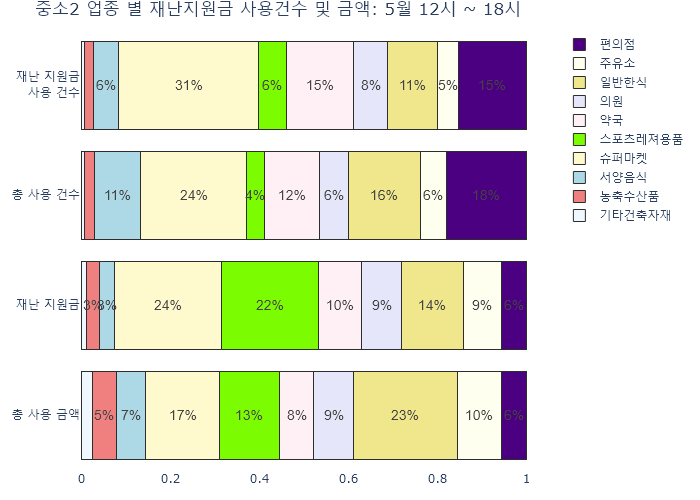 중소2 업종 별 재난지원금 사용건수 및 금액: 5월 12시 ~ 18시
재난 지원금
사용 건수
6%
31%
6%
15%
8%
11%
5%
15%
총 사용 건수
11%
24%
4%
12%
6%
16%
6%
18%
재난 지원금
3%
3%
24%
22%
10%
9%
14%
9%
6%
총 사용 금액
5%
7%
17%
13%
8%
9%
23%
10%
6%
0
0.2
0.4
0.6
0.8
1
편의점
주유소
일반한식
의원
약국
스포츠레져용품
슈퍼마켓
서양음식
농축수산품
기타건축자재